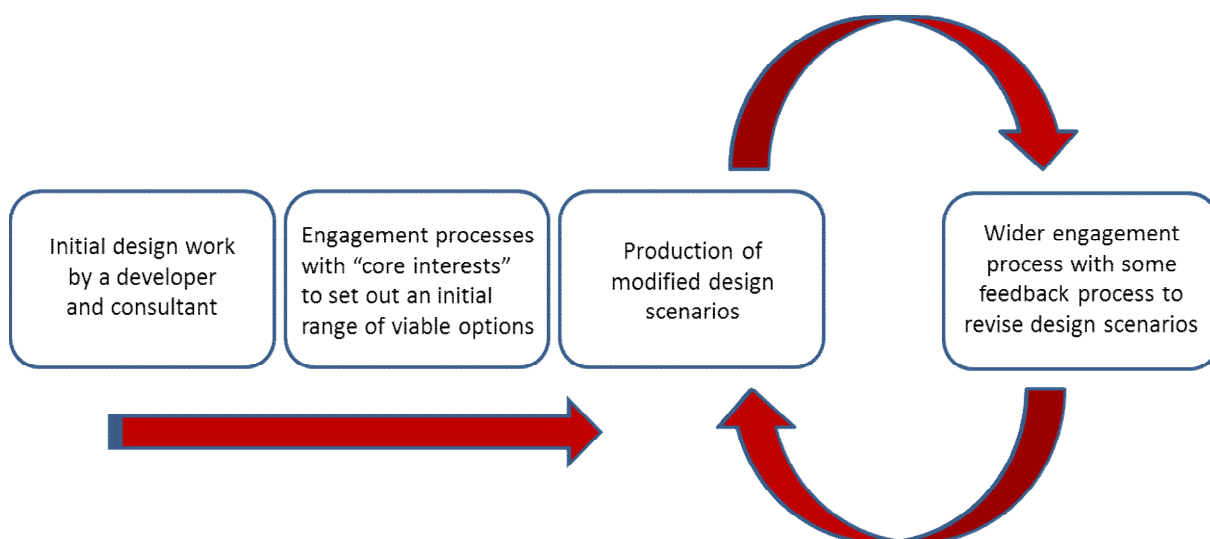 Initial design work
by a developer
and consultant
Engagement processes
with “core interests”
to set out an initial
range of viable options
Production of
modified design
scenarios
Wider engagement
process with some
feedback process to
revise design scenarios